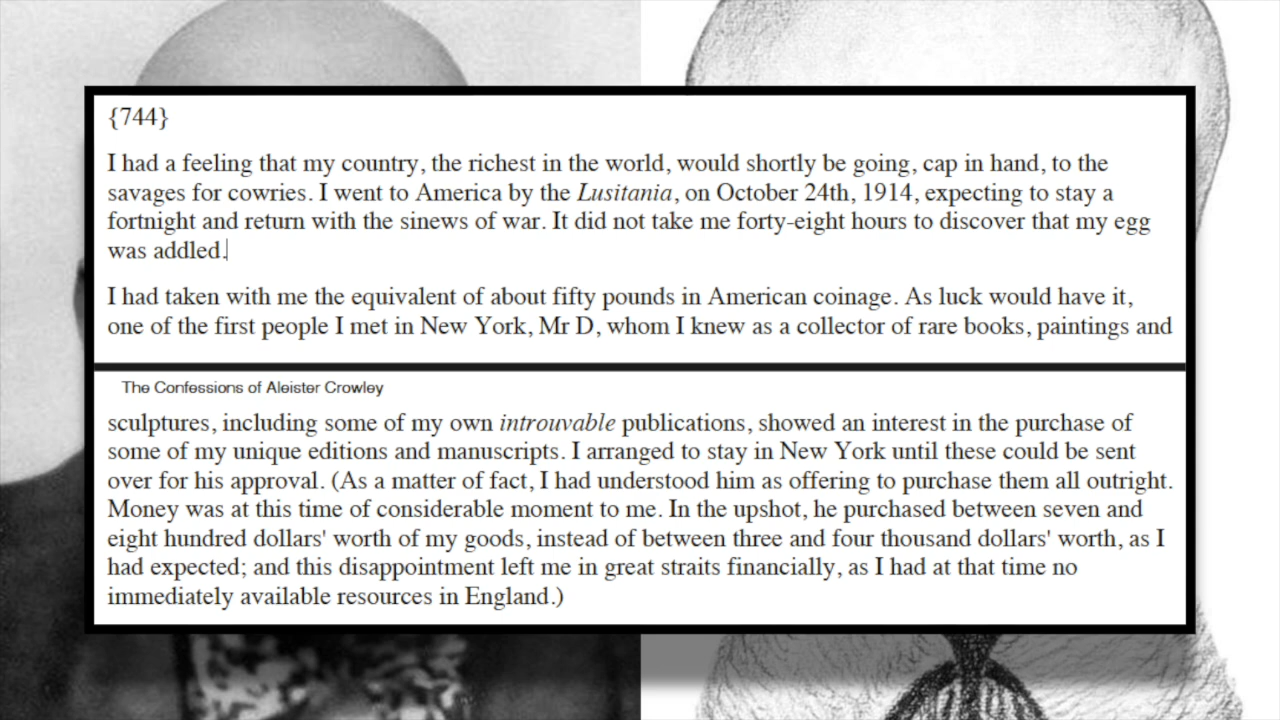 {744}
I had a feeling that my country, the richest in the world, would shortly be going, cap in hand, to the
savages for cowries. I went to America by the Lusitania, on October 24th, 1914, expecting to stay a
fortnight and return with the sinews of war. It did not take me forty-eight hours to discover that my egg
was addled.
I had taken with me the equivalent of about fifty pounds in American coinage. As luck would have it,
one of the first people I met in New York, Mr D, whom I knew as a collector of rare books, paintings and
The Confessions of Aleister Crowley
sculptures, including some of my own introuvable publications, showed an interest in the purchase of
some of my unique editions and manuscripts. I arranged to stay in New York until these could be sent
over for his approval. (As a matter of fact, I had understood him as offering to purchase them all outright.
Money was at this time of considerable moment to me. In the upshot, he purchased between seven and
eight hundred dollars' worth of my goods, instead of between three and four thousand dollars' worth, as I
had expected; and this disappointment left me in great straits financially, as I had at that time no
immediately available resources in England.)